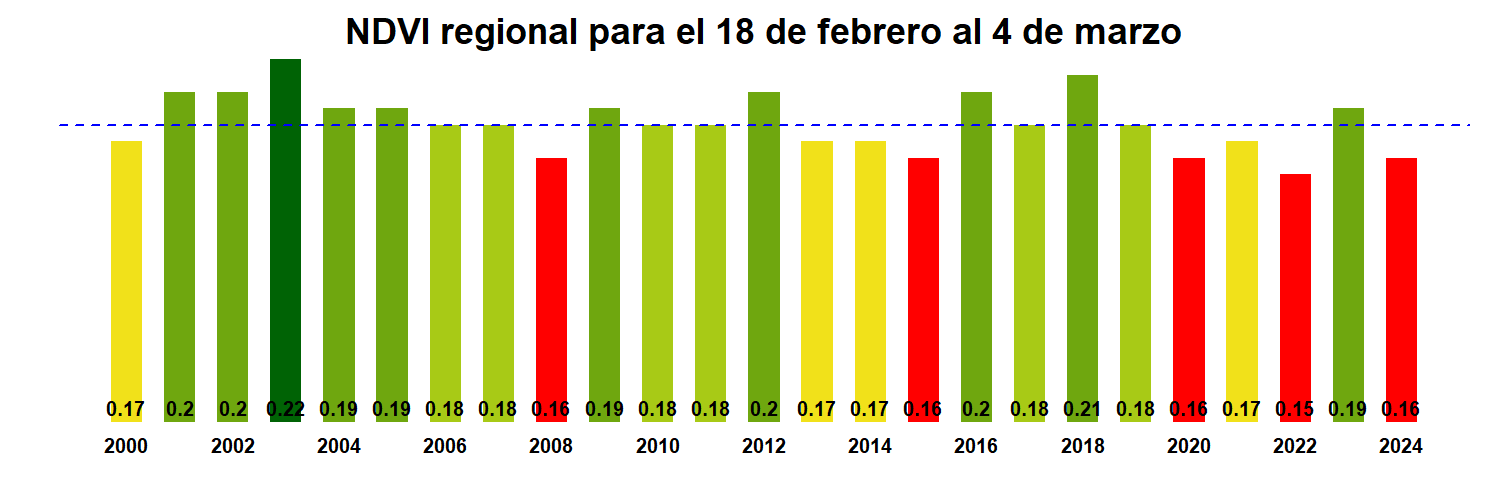 NDVI regional para el 18 de febrero al 4 de marzo
0.17 0.2 0.2 0.22 0.19 0.19 0.18 0.18 0.16 0.19 0.18 0.18 0.2 0.17 0.17 0.16 0.2 0.18 0.21 0.18 0.16 0.17 0.15 0.19 0.16
2000 2002 2004 2006 2008 2010 2012 2014 2016 2018 2020 2022 2024